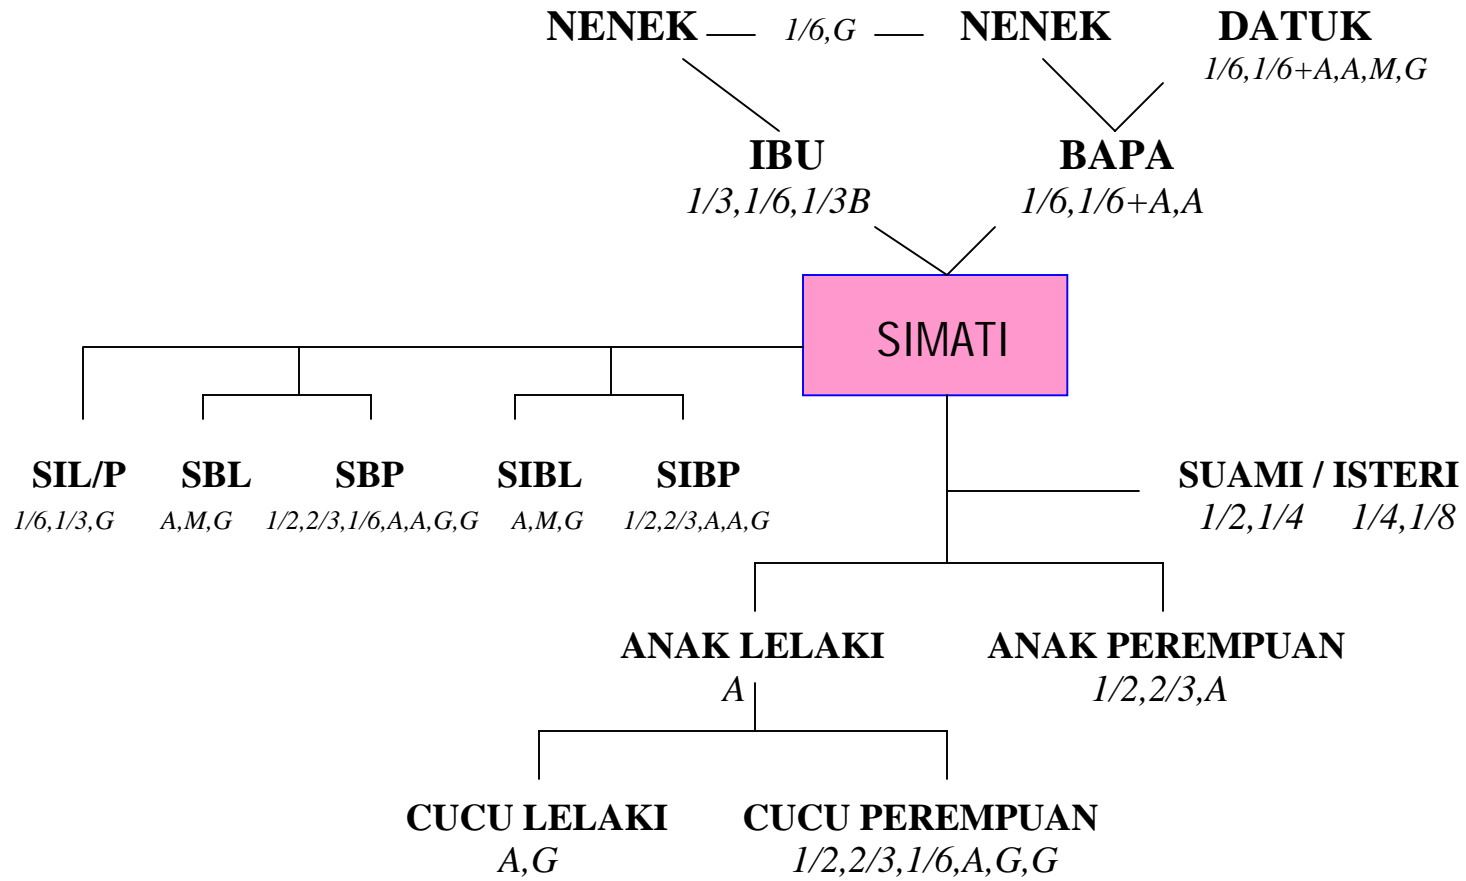 NENEK 1/6,G NENEK DATUK
1/6,1/6+A,A,M,G
IBU BAPA
1/3,1/6,1/3B 1/6,1/6+A,A
SIMATI
SIL/P SBL SBP SIBL SIBP SUAMI / ISTERI
1/6,1/3,G A,M,G 1/2,2/3,1/6,A,A,G,G A,M,G 1/2,2/3,A,A,G 1/2,1/4 1/4,1/8
ANAK LELAKI ANAK PEREMPUAN
A 1/2,2/3,A
CUCU LELAKI CUCU PEREMPUAN
A,G 1/2,2/3,1/6,A,G,G